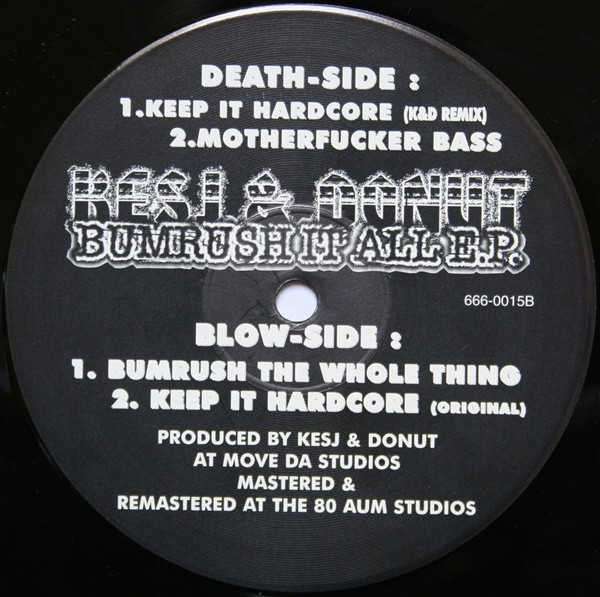 DEATH-SIDE :
1.KEEP IT HARDCORE (K&D REMIX)
2.MOTHERFUCKER BASS
KESJ & DONUT
BUMRUSH IT ALL E.P.
666-0015B
BLOW-SIDE :
1. BUMRUSH THE WHOLE THING
2. KEEP IT HARDCORE (ORIGINAL)
PRODUCED BY KESJ & DONUT
AT MOVE DA STUDIOS
MASTERED &
REMASTERED AT THE 80 AUM STUDIOS